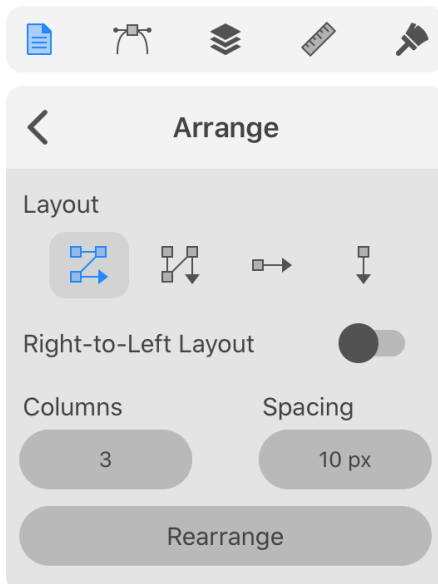 Arrange
Layout
Right-to-Left Layout
Columns Spacing
3 10 px
Rearrange